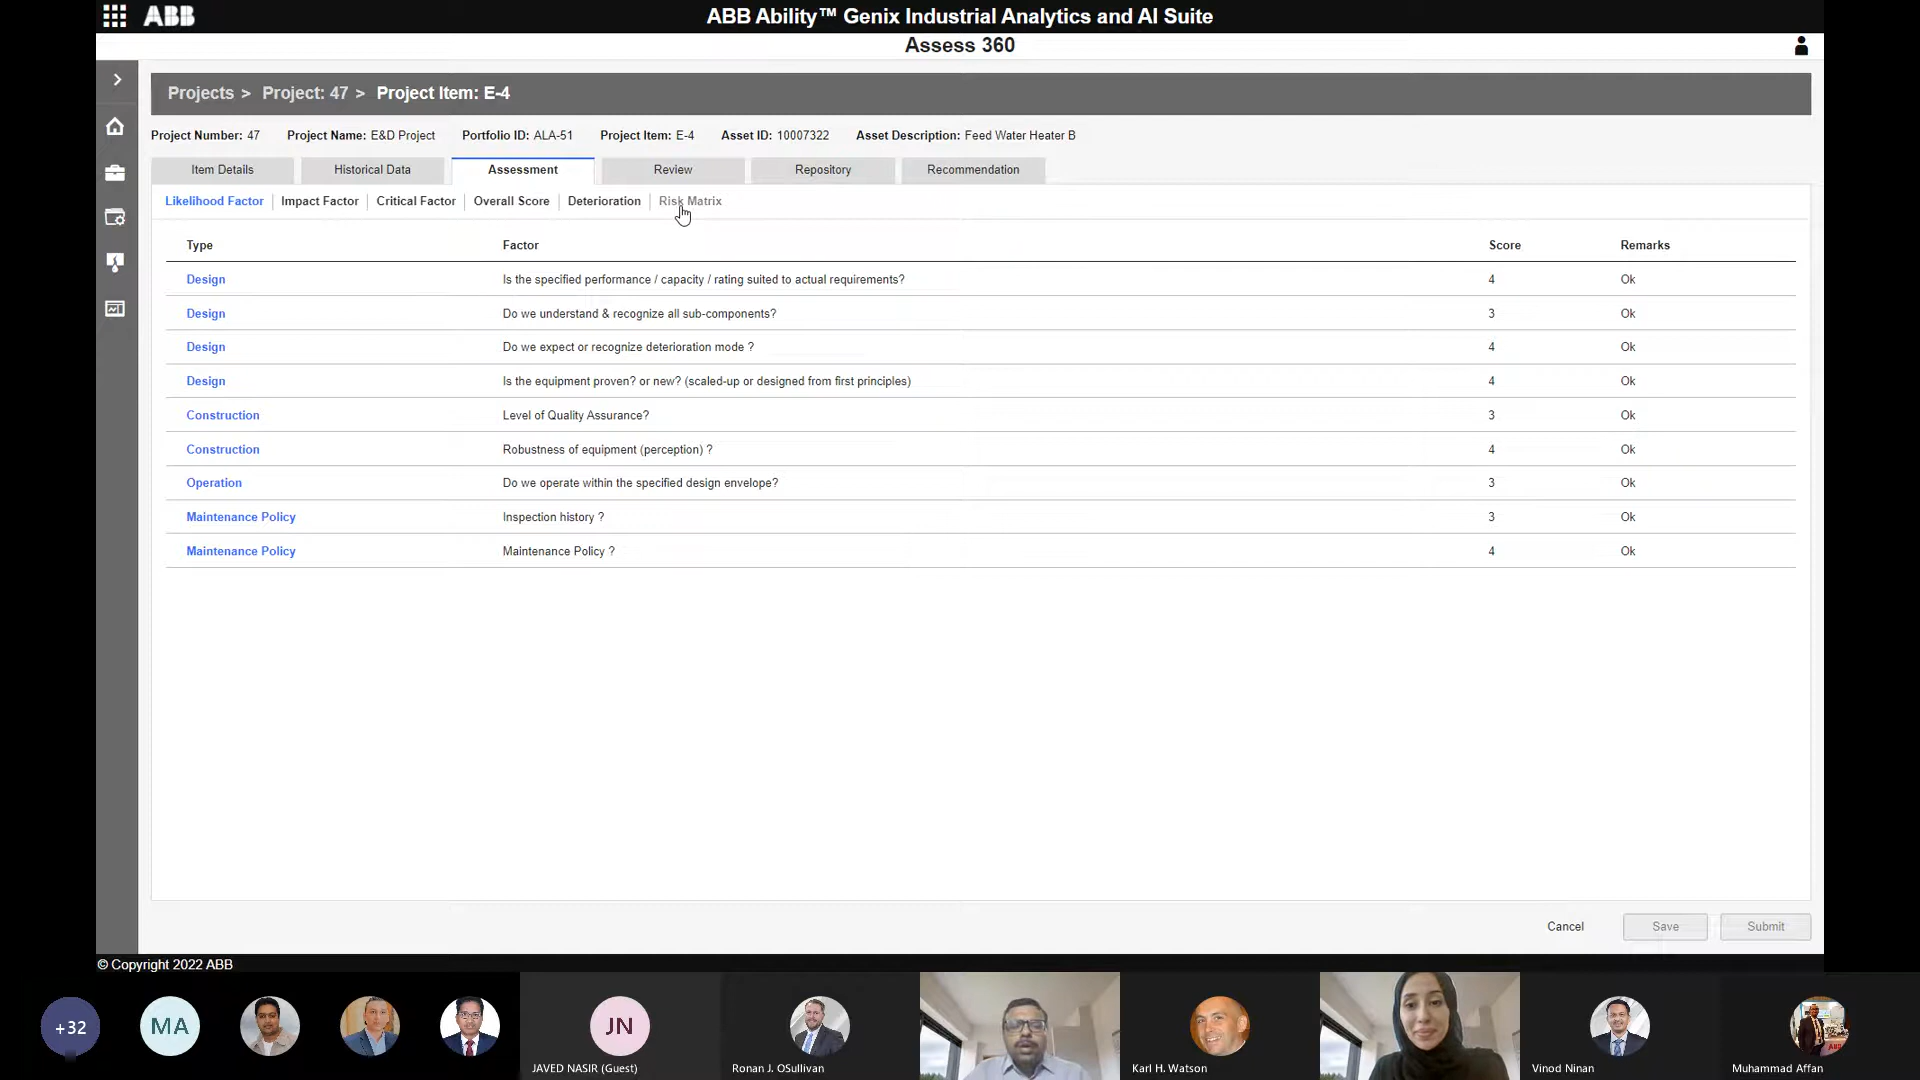 ABB
ABB Ability™ Genix Industrial Analytics and AI Suite
Assess 360
Projects > Project: 47 > Project Item: E-4
Project Number: 47 Project Name: E&D Project Portfolio ID: ALA-51 Project Item: E-4 Asset ID: 10007322 Asset Description: Feed Water Heater B
Item Details Historical Data Assessment Review Repository Recommendation
Likelihood Factor Impact Factor Critical Factor Overall Score Deterioration Risk Matrix
Type Factor Score Remarks
Design Is the specified performance / capacity / rating suited to actual requirements? 4 Ok
Design Do we understand & recognize all sub-components? 3 Ok
Design Do we expect or recognize deterioration mode ? 4 Ok
Design Is the equipment proven? or new? (scaled-up or designed from first principles) 4 Ok
Construction Level of Quality Assurance? 3 Ok
Construction Robustness of equipment (perception) ? 4 Ok
Operation Do we operate within the specified design envelope? 3 Ok
Maintenance Policy Inspection history ? 3 Ok
Maintenance Policy Maintenance Policy ? 4 Ok
Cancel Save Submit
© Copyright 2022 ABB
+32 MA JN
JAVED NASIR (Guest) Ronan J. OSullivan Karl H. Watson Vinod Ninan Muhammad Affan